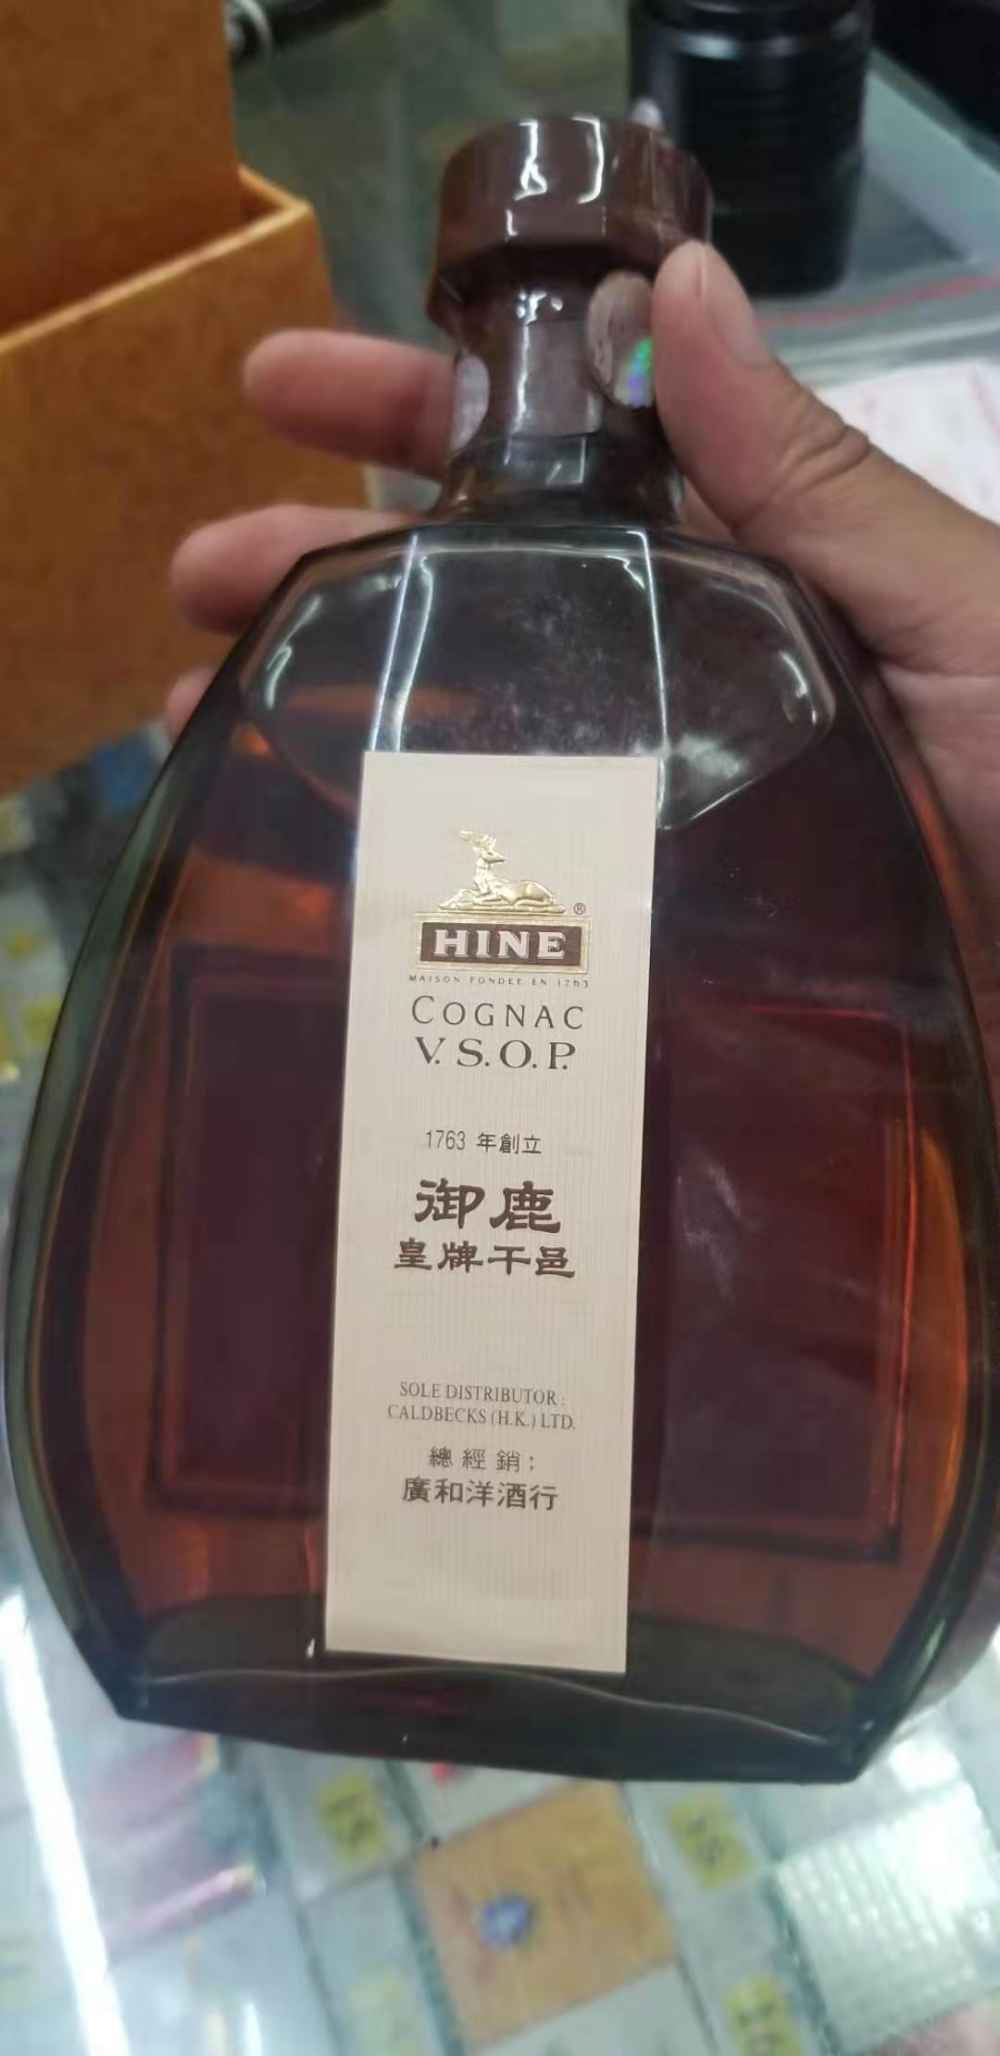 HINE
®
MAISON FONDEE EN 1763
COGNAC
V.S.O.P.
1763 年創立
御鹿
皇牌干邑
SOLE DISTRIBUTOR :
CALDBECKS (H.K.) LTD.
總經銷：
廣和洋酒行